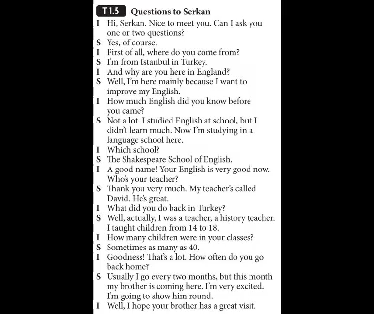 T 1.5 Questions to Serkan
I Hi, Serkan. Nice to meet you. Can I ask you
one or two questions?
S Yes, of course.
I First of all, where do you come from?
S I'm from Istanbul in Turkey.
I And why are you here in England?
S Well, I'm here mainly because I want to
improve my English.
I How much English did you know before
you came?
S Not a lot. I studied English at school, but I
didn't learn much. Now I'm studying in a
language school here.
I Which school?
S The Shakespeare School of English.
I A good name! Your English is very good now.
Who's your teacher?
S Thank you very much. My teacher's called
David. He's great.
I What did you do back in Turkey?
S Well, actually, I was a teacher, a history teacher.
I taught children from 14 to 18.
I How many children were in your classes?
S Sometimes as many as 40.
I Goodness! That's a lot. How often do you go
back home?
S Usually I go every two months, but this month
my brother is coming here. I'm very excited.
I'm going to show him round.
I Well, I hope your brother has a great visit.